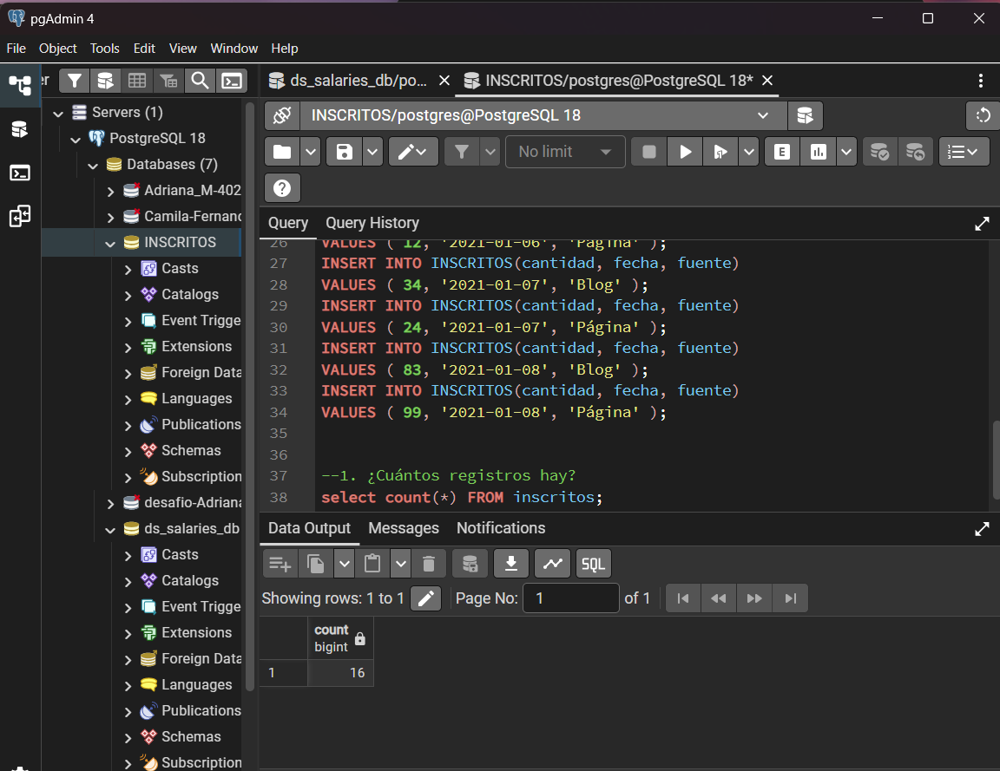 pgAdmin 4
File Object Tools Edit View Window Help
er
ds_salaries_db/po... INSCRITOS/postgres@PostgreSQL 18*
Servers (1)
PostgreSQL 18
Databases (7)
Adriana_M-402
Camila-Fernanc
INSCRITOS
Casts
Catalogs
Event Trigge
Extensions
Foreign Data
Languages
Publications
Schemas
Subscription
desafio-Adriana
ds_salaries_db
Casts
Catalogs
Event Trigge
Extensions
Foreign Data
Languages
Publications
Schemas
Subscription
INSCRITOS/postgres@PostgreSQL 18
No limit
E
Query Query History
26 VALUES ( 12, '2021-01-06', 'Página' );
27 INSERT INTO INSCRITOS(cantidad, fecha, fuente)
28 VALUES ( 34, '2021-01-07', 'Blog' );
29 INSERT INTO INSCRITOS(cantidad, fecha, fuente)
30 VALUES ( 24, '2021-01-07', 'Página' );
31 INSERT INTO INSCRITOS(cantidad, fecha, fuente)
32 VALUES ( 83, '2021-01-08', 'Blog' );
33 INSERT INTO INSCRITOS(cantidad, fecha, fuente)
34 VALUES ( 99, '2021-01-08', 'Página' );
35
36
37 --1. ¿Cuántos registros hay?
38 select count(*) FROM inscritos;
Data Output Messages Notifications
SQL
Showing rows: 1 to 1 Page No: 1 of 1
count
bigint
1 16